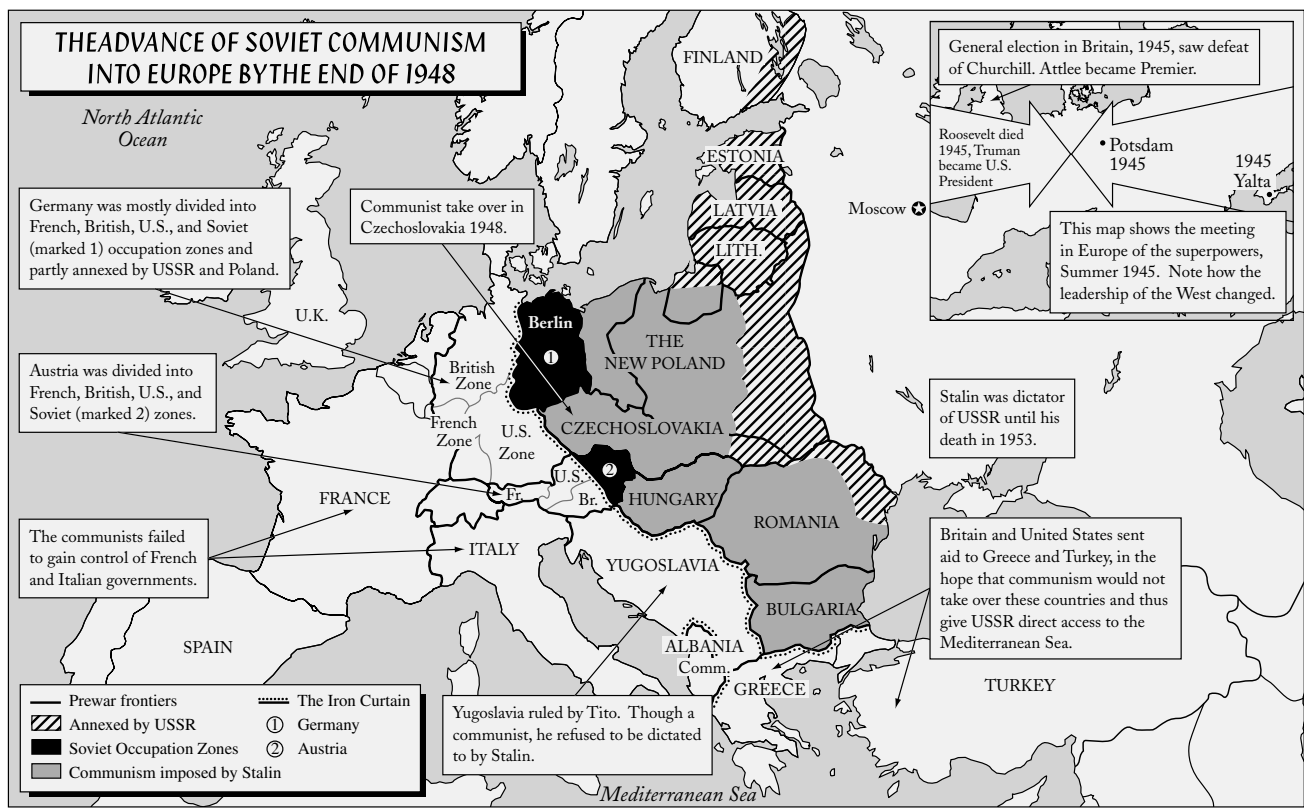 THEADVANCE OF SOVIET COMMUNISM
INTO EUROPE BYTHE END OF 1948
North Atlantic
Ocean
Germany was mostly divided into
French, British, U.S., and Soviet
(marked 1) occupation zones and
partly annexed by USSR and Poland.
Communist take over in
Czechoslovakia 1948.
Austria was divided into
French, British, U.S., and
Soviet (marked 2) zones.
The communists failed
to gain control of French
and Italian governments.
FINLAND
ESTONIA
LATVIA
LITH.
Moscow
U.K.
Berlin
1
THE
NEW POLAND
British
Zone
French
Zone
U.S.
Zone
CZECHOSLOVAKIA
2
U.S.
Fr.
Br.
HUNGARY
FRANCE
ROMANIA
ITALY
YUGOSLAVIA
BULGARIA
SPAIN
ALBANIA
Comm.
GREECE
TURKEY
Mediterranean Sea
General election in Britain, 1945, saw defeat
of Churchill. Attlee became Premier.
Roosevelt died
1945, Truman
became U.S.
President
Potsdam
1945
1945
Yalta
This map shows the meeting
in Europe of the superpowers,
Summer 1945. Note how the
leadership of the West changed.
Stalin was dictator
of USSR until his
death in 1953.
Britain and United States sent
aid to Greece and Turkey, in the
hope that communism would not
take over these countries and thus
give USSR direct access to the
Mediterranean Sea.
Yugoslavia ruled by Tito. Though a
communist, he refused to be dictated
to by Stalin.
Prewar frontiers
Annexed by USSR
Soviet Occupation Zones
Communism imposed by Stalin
The Iron Curtain
1 Germany
2 Austria